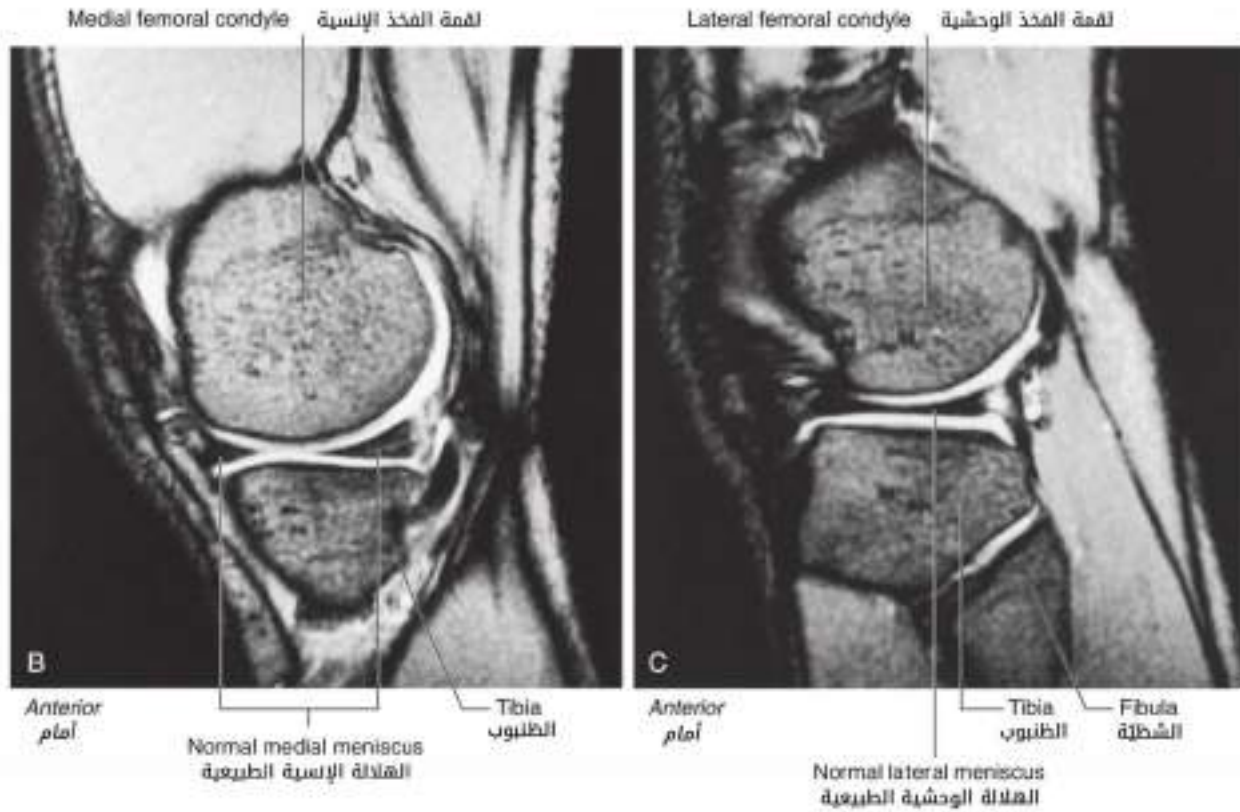 Medial femoral condyle لقمة الفخذ الإنسية
Lateral femoral condyle لقمة الفخذ الوحشية
B
C
Anterior
أمام
Tibia
الظنبوب
Normal medial meniscus
الهلالة الإنسية الطبيعية
Anterior
أمام
Tibia
الظنبوب
Fibula
الشظيّة
Normal lateral meniscus
الهلالة الوحشية الطبيعية